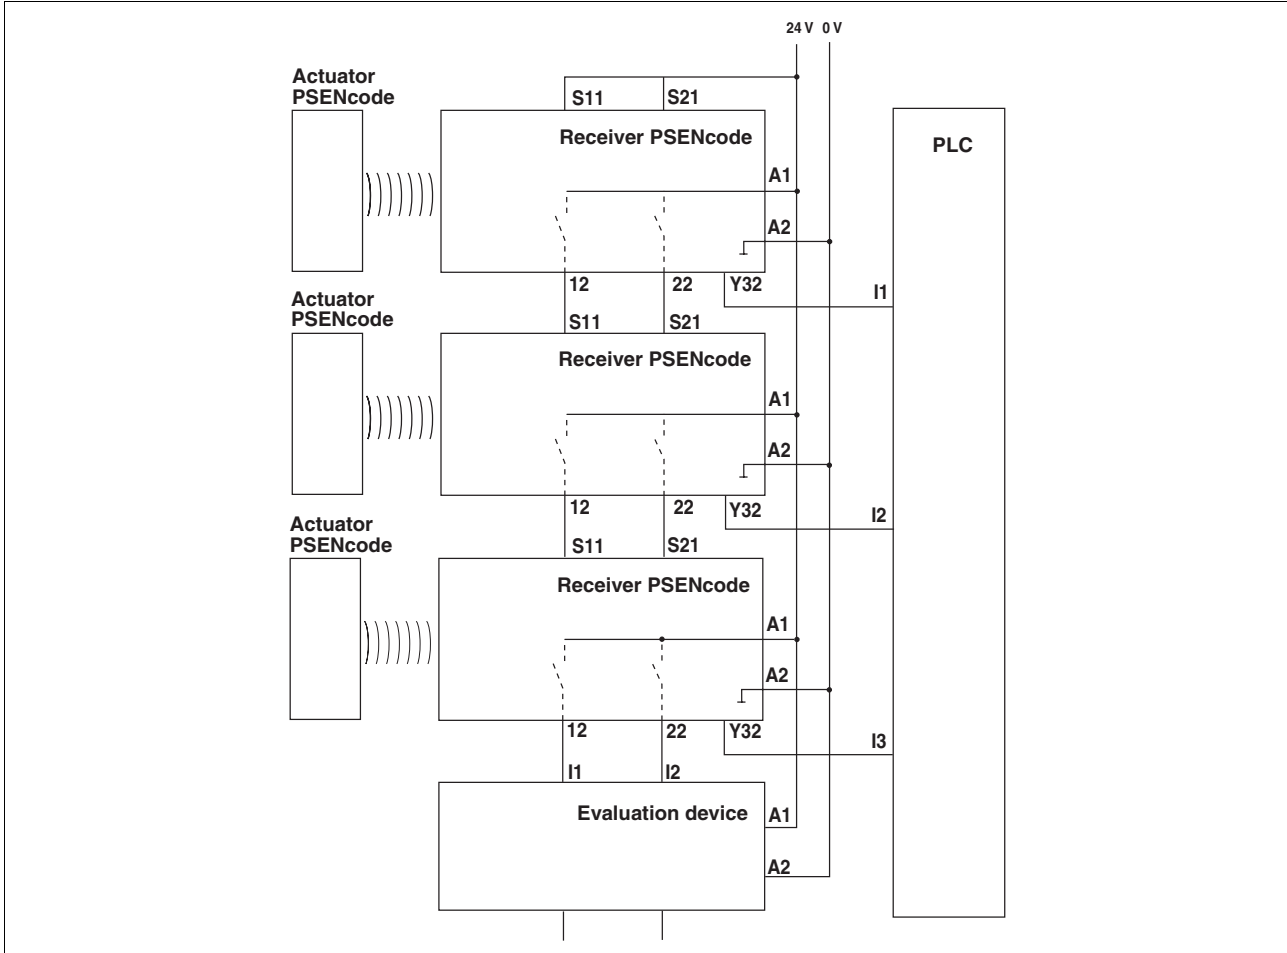 24 V 0 V
Actuator
PSENcode
S11 S21
Receiver PSENcode
PLC
A1
A2
12 22 Y32
I1
Actuator
PSENcode
S11 S21
Receiver PSENcode
A1
A2
12 22 Y32
I2
Actuator
PSENcode
S11 S21
Receiver PSENcode
A1
A2
12 22 Y32
I3
I1 I2
Evaluation device
A1
A2